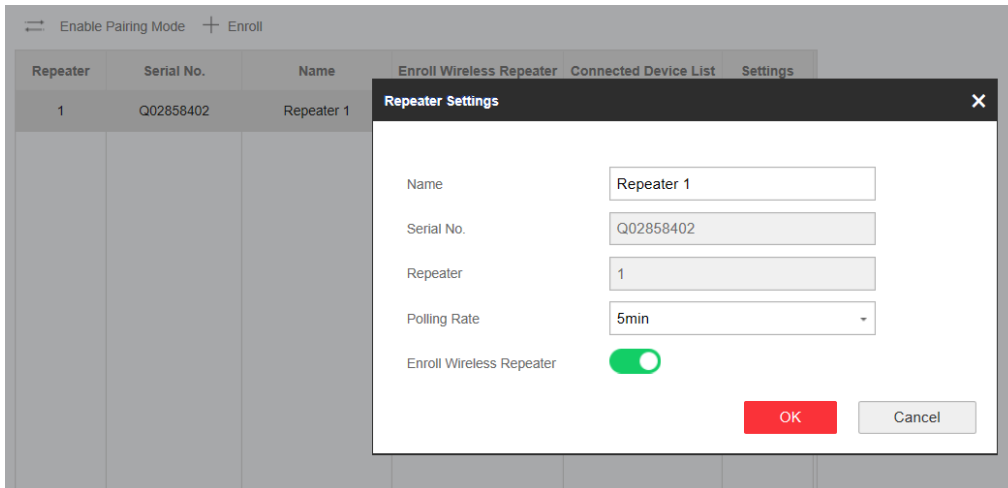 Enable Pairing Mode + Enroll
Repeater Serial No. Name Enroll Wireless Repeater Connected Device List Settings
1 Q02858402 Repeater 1
Repeater Settings
Name Repeater 1
Serial No. Q02858402
Repeater 1
Polling Rate 5min
Enroll Wireless Repeater
OK Cancel